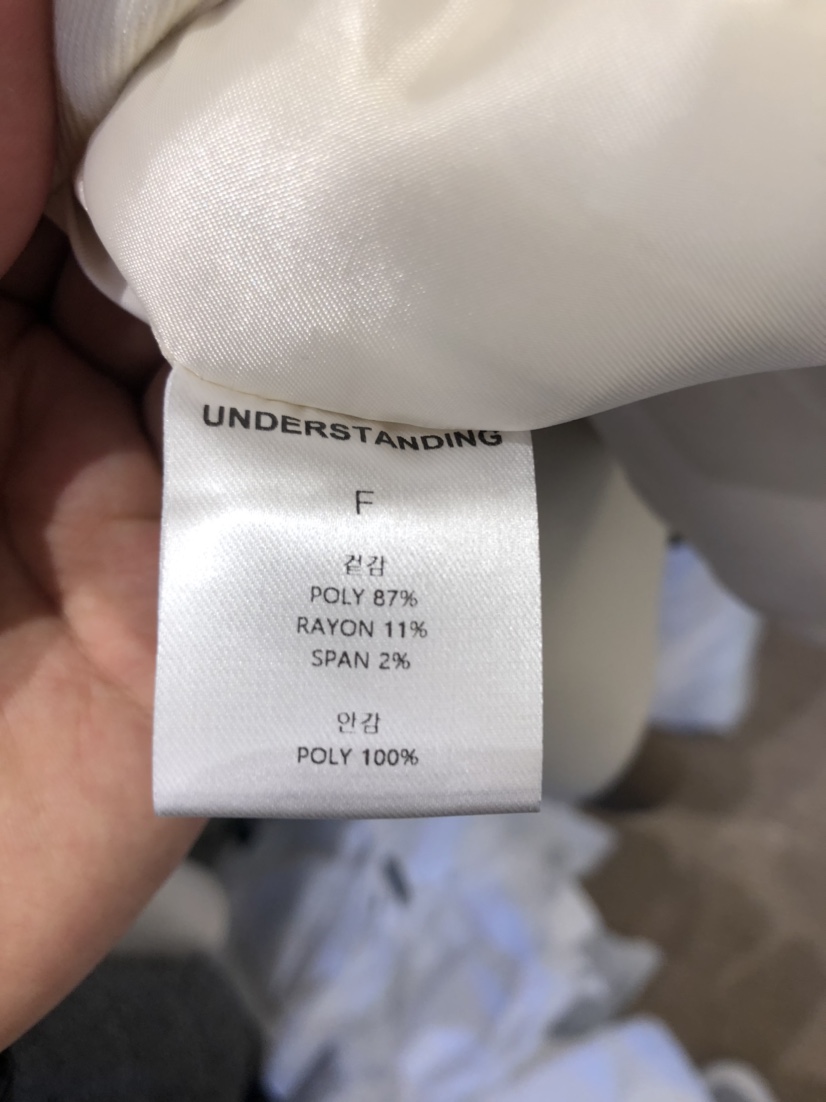 UNDERSTANDING
F
겉감
POLY 87%
RAYON 11%
SPAN 2%
안감
POLY 100%